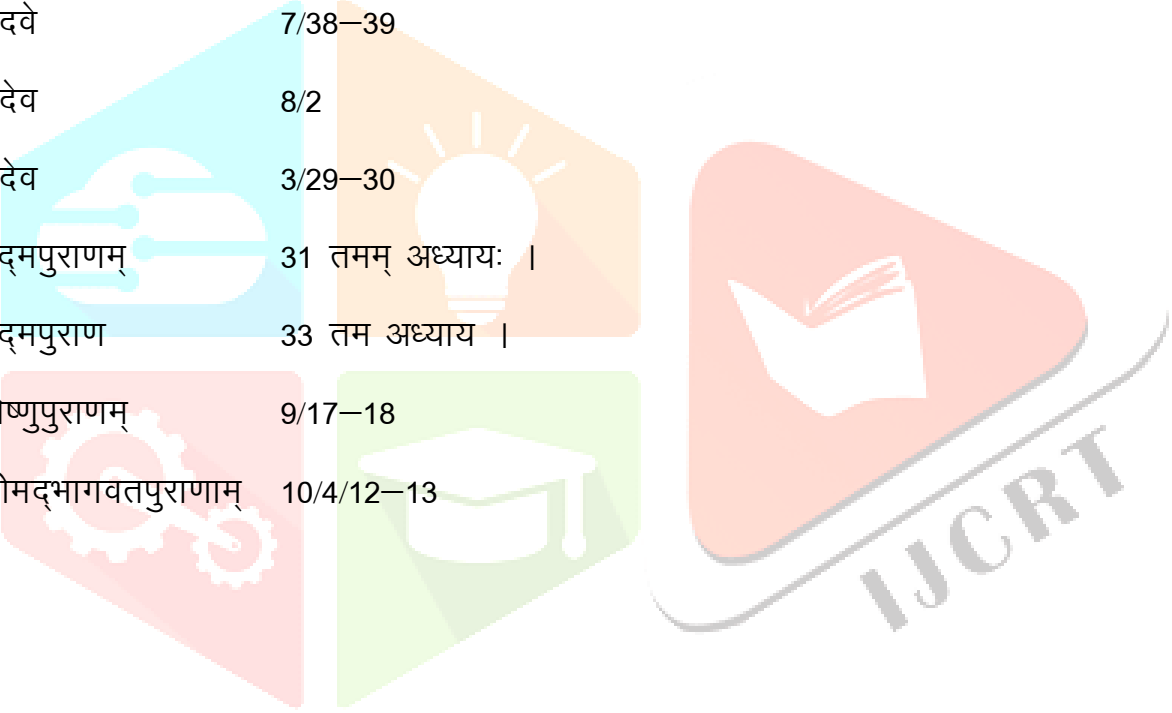 दवे 7/38–39
देव 8/2
देव 3/29–30
द्मपुराणम् 31 तमम् अध्यायः ।
द्मपुराण 33 तम अध्याय ।
ष्णुपुराणम् 9/17–18
मद्भागवतपुराणाम् 10/4/12–13
IJCRT